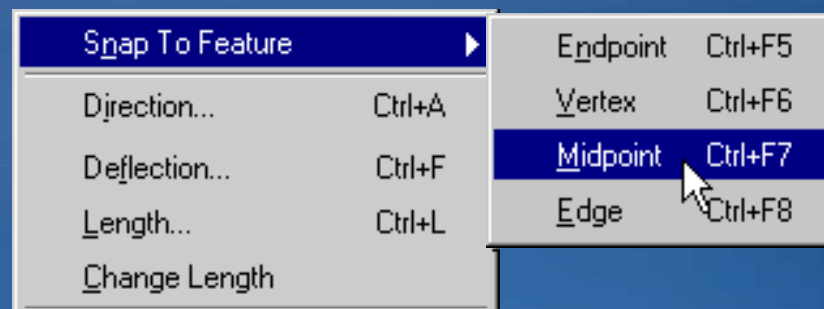 Snap To Feature
Direction... Ctrl+A
Deflection... Ctrl+F
Length... Ctrl+L
Change Length
Endpoint Ctrl+F5
Vertex Ctrl+F6
Midpoint Ctrl+F7
Edge Ctrl+F8